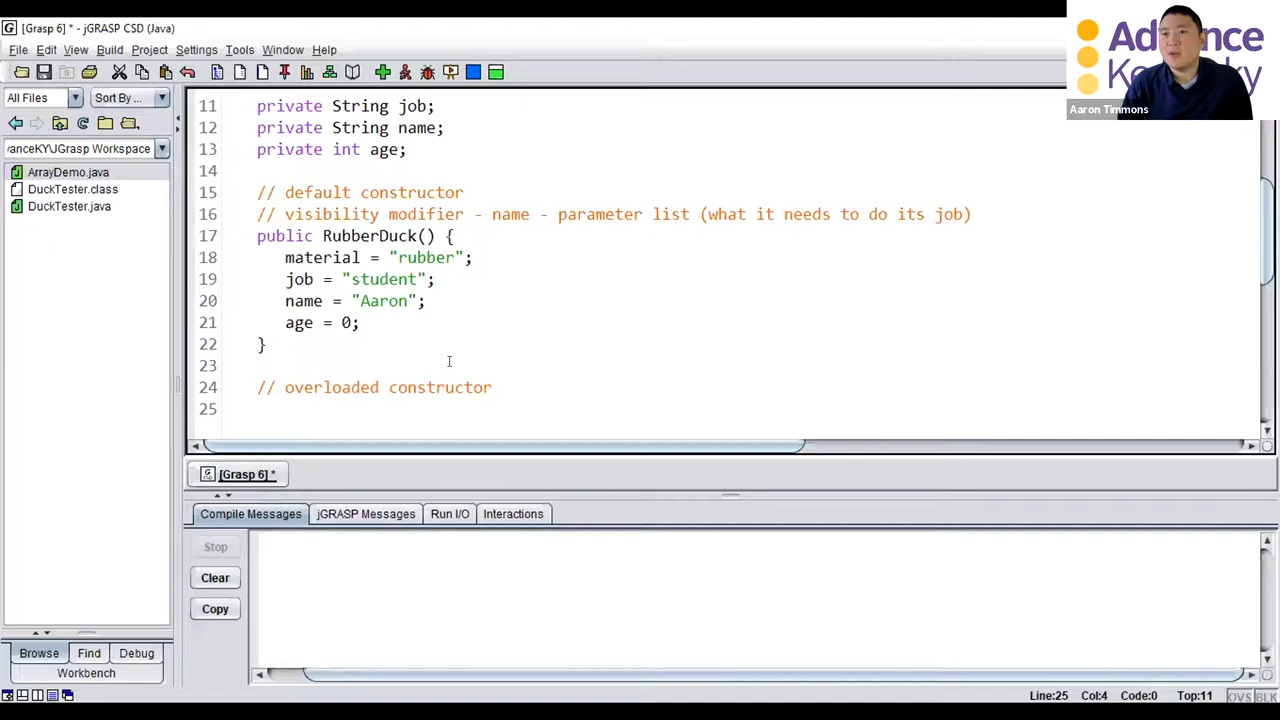 [Grasp 6] * - jGRASP CSD (Java)
File Edit View Build Project Settings Tools Window Help
All Files Sort By ...
/anceKY\JGrasp Workspace
ArrayDemo.java
DuckTester.class
DuckTester.java
11 private String job;
12 private String name;
13 private int age;
14
15 // default constructor
16 // visibility modifier - name - parameter list (what it needs to do its job)
17 public RubberDuck() {
18 material = "rubber";
19 job = "student";
20 name = "Aaron";
21 age = 0;
22 }
23
24 // overloaded constructor
25
[Grasp 6] *
Compile Messages jGRASP Messages Run I/O Interactions
Stop
Clear
Copy
Browse Find Debug
Workbench
Line:25 Col:4 Code:0 Top:11 OVS BLK
Aaron Timmons